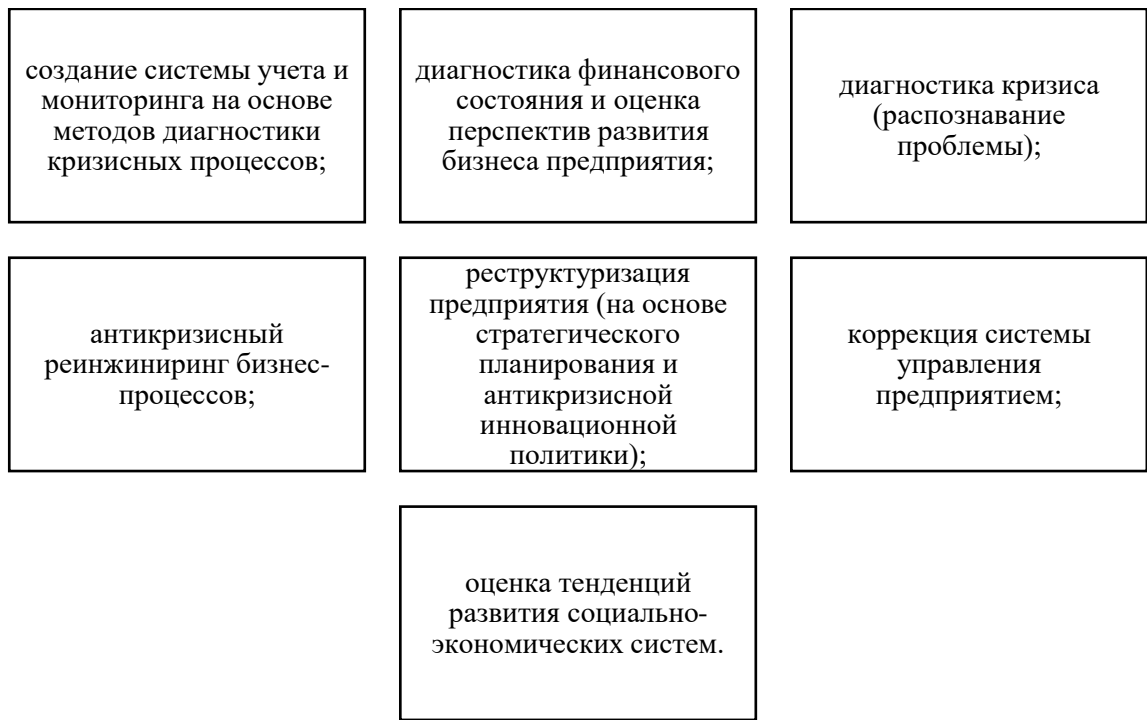 создание системы учета и
мониторинга на основе
методов диагностики
кризисных процессов;
диагностика финансового
состояния и оценка
перспектив развития
бизнеса предприятия;
диагностика кризиса
(распознавание
проблемы);
антикризисный
реинжиниринг бизнес-
процессов;
реструктуризация
предприятия (на основе
стратегического
планирования и
антикризисной
инновационной
политики);
коррекция системы
управления
предприятием;
оценка тенденций
развития социально-
экономических систем.